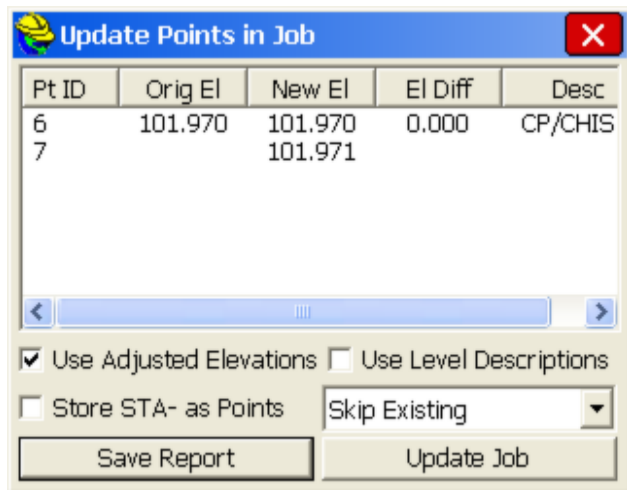 Update Points in Job
Pt ID Orig El New El El Diff Desc
6 101.970 101.970 0.000 CP/CHIS
7 101.971
Use Adjusted Elevations Use Level Descriptions
Store STA- as Points Skip Existing
Save Report Update Job